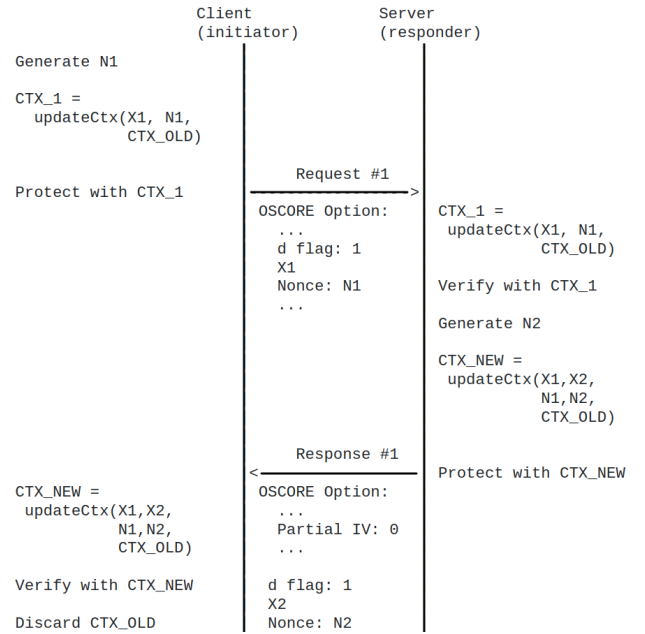 Client Server
(initiator) (responder)
Generate N1
CTX_1 =
updateCtx(X1, N1,
CTX_OLD)
Request #1
Protect with CTX_1
>
OSCORE Option: CTX_1 =
... updateCtx(X1, N1,
d flag: 1 CTX_OLD)
X1
Nonce: N1 Verify with CTX_1
...
Generate N2
CTX_NEW =
updateCtx(X1,X2,
N1,N2,
CTX_OLD)
Response #1
< Protect with CTX_NEW
CTX_NEW = OSCORE Option:
updateCtx(X1,X2, ...
N1,N2, Partial IV: 0
CTX_OLD) ...
Verify with CTX_NEW d flag: 1
X2
Discard CTX_OLD Nonce: N2